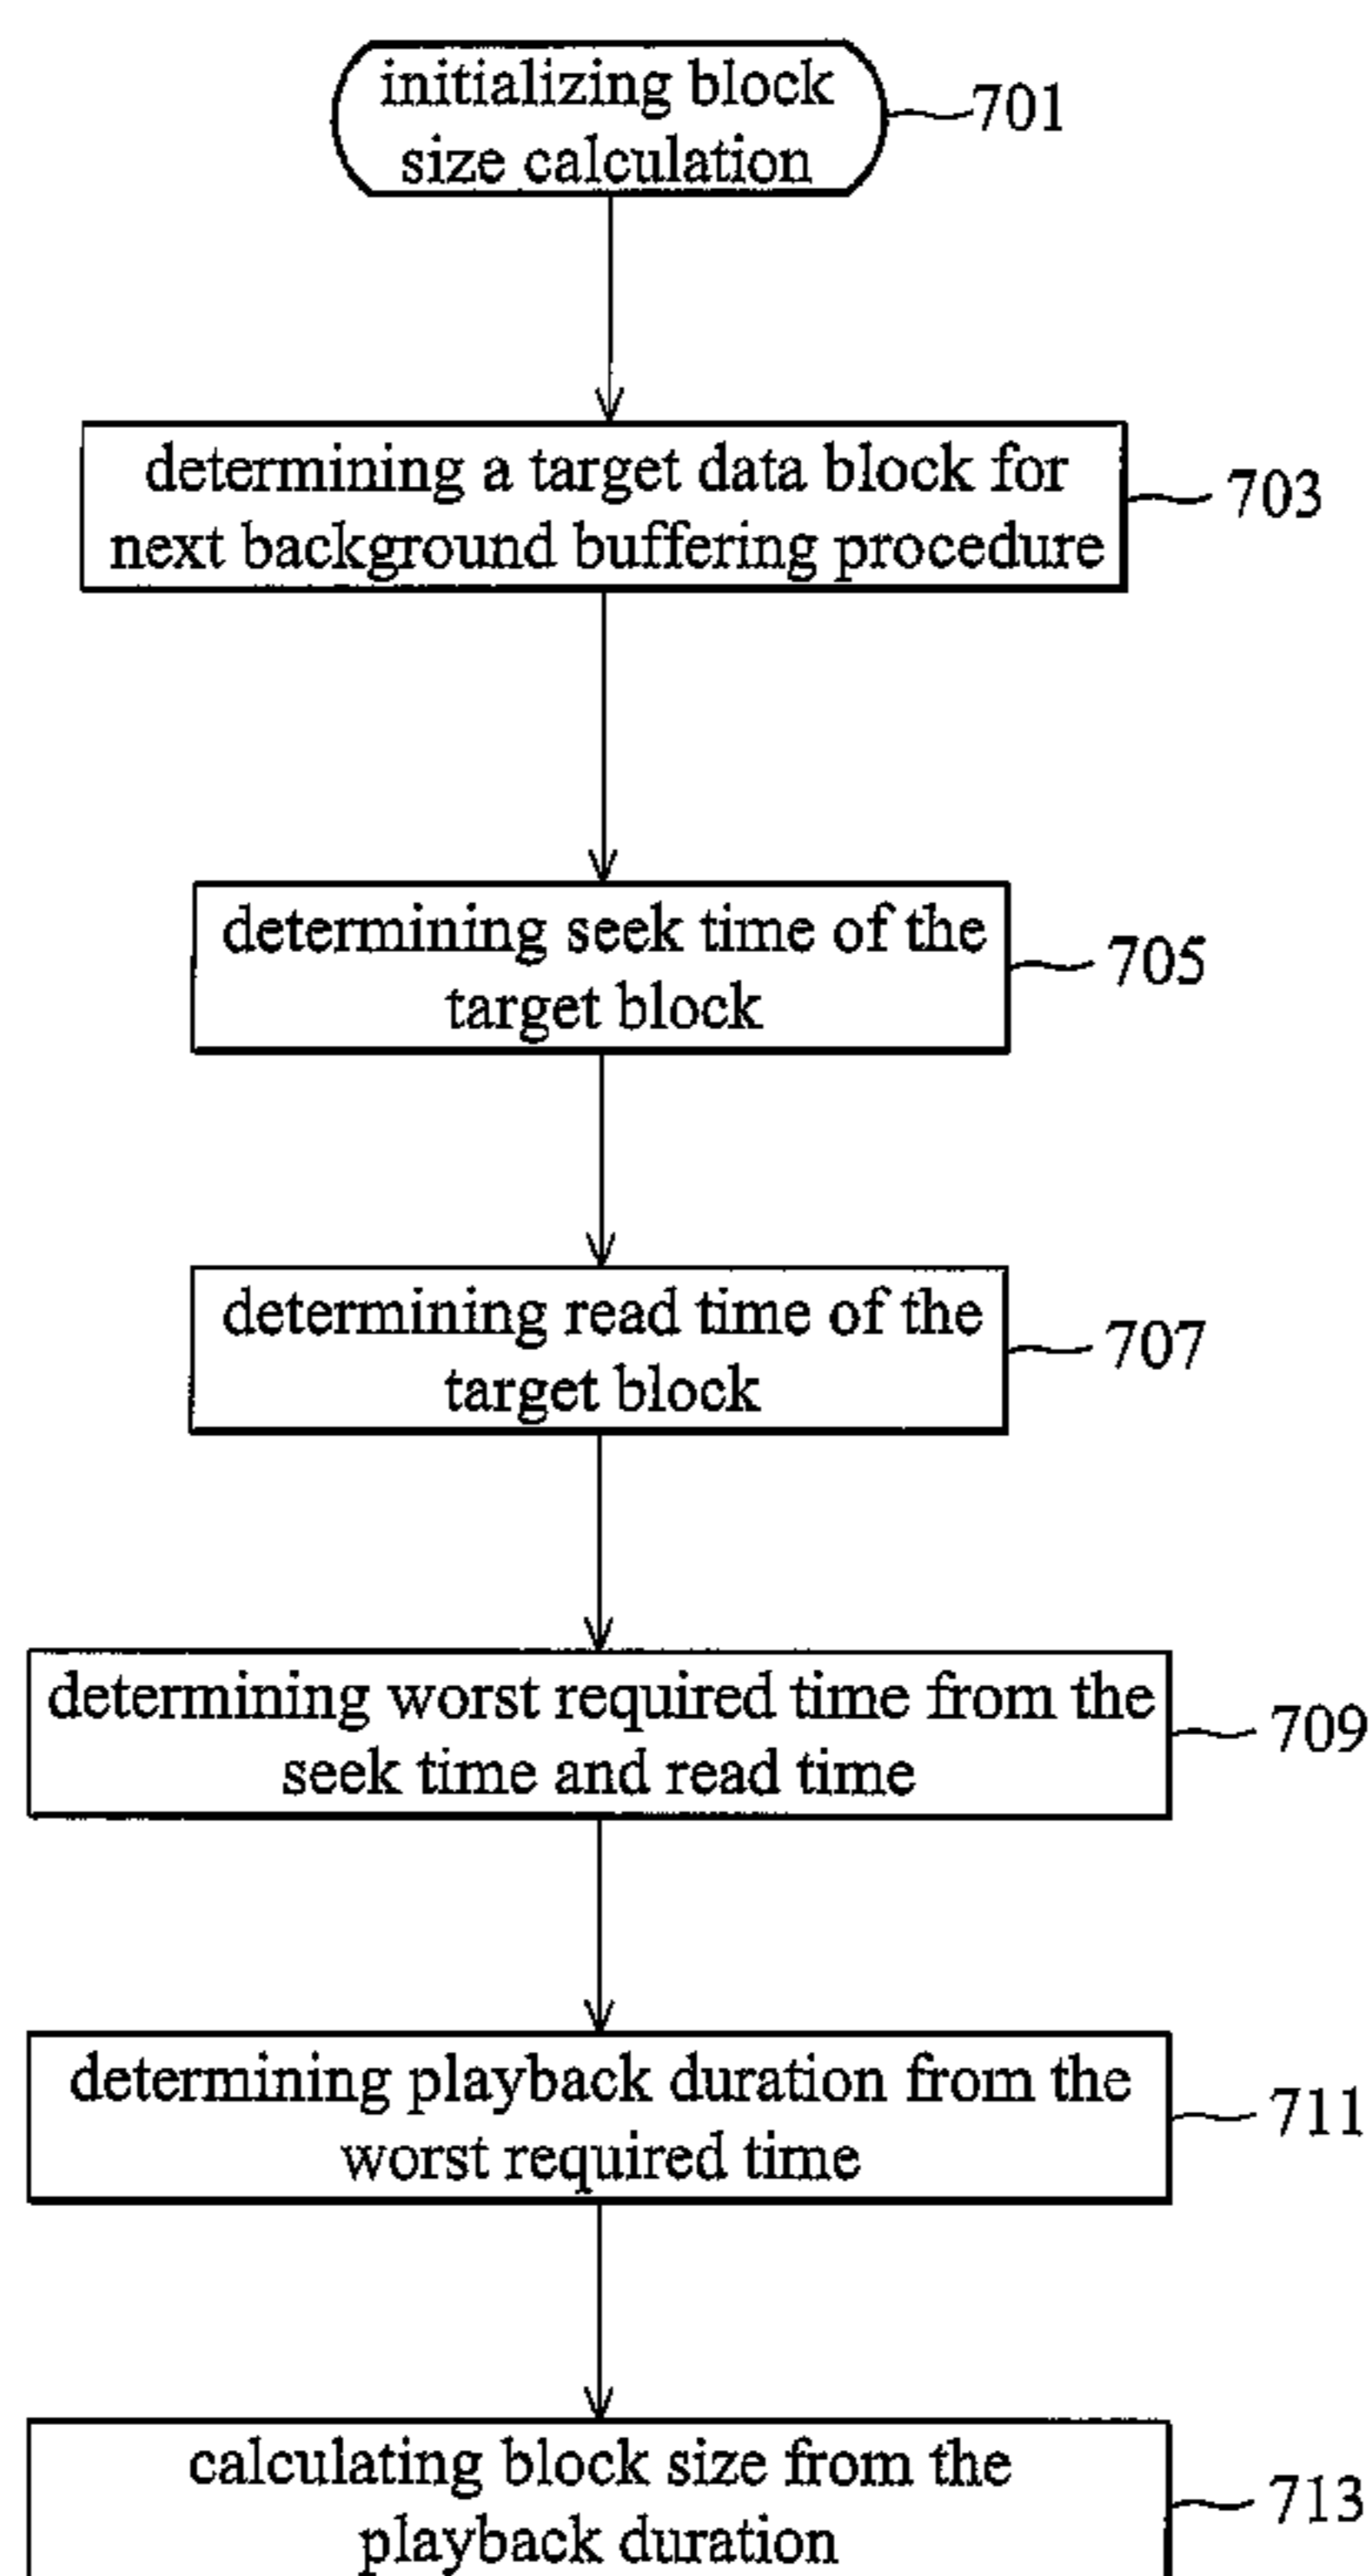 initializing block
size calculation
701
determining a target data block for
next background buffering procedure
703
determining seek time of the
target block
705
determining read time of the
target block
707
determining worst required time from the
seek time and read time
709
determining playback duration from the
worst required time
711
calculating block size from the
playback duration
713